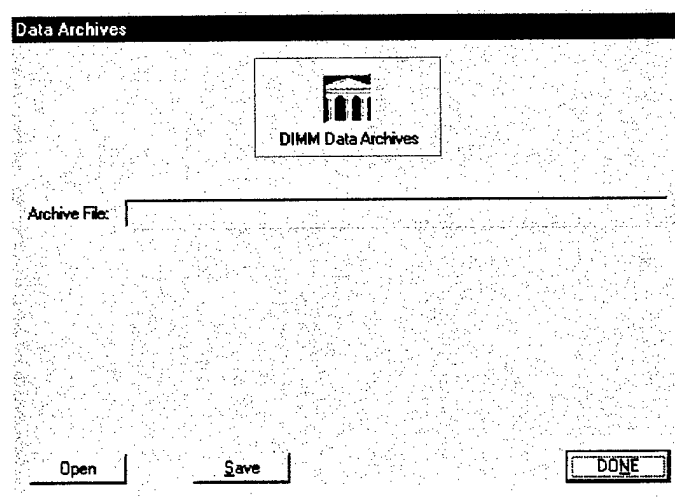 Data Archives
DIMM Data Archives
Archive File:
Open
Save
DONE